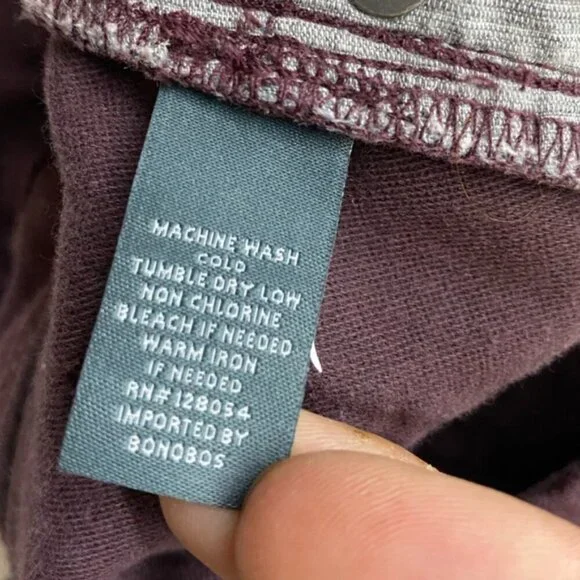 MACHINE WASH
COLD
TUMBLE DRY LOW
NON CHLORINE
BLEACH IF NEEDED
WARM IRON
IF NEEDED
RN#128054
IMPORTED BY
BONOBOS